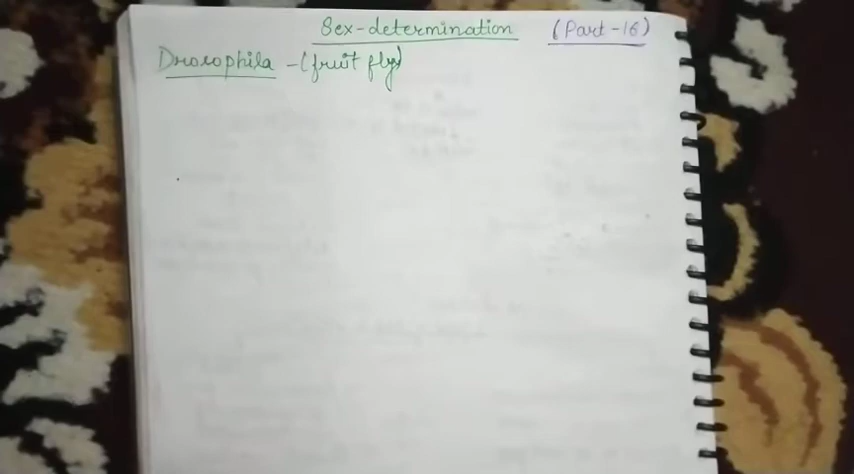 Sex-determination (Part-16)
Drosophila - (fruit fly)